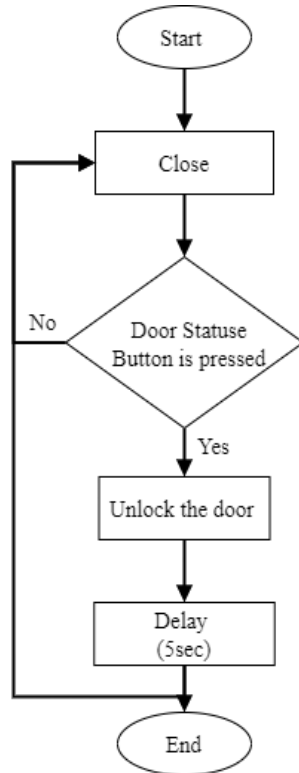 Start
Close
Door Statuse
Button is pressed
No
Yes
Unlock the door
Delay
(5sec)
End